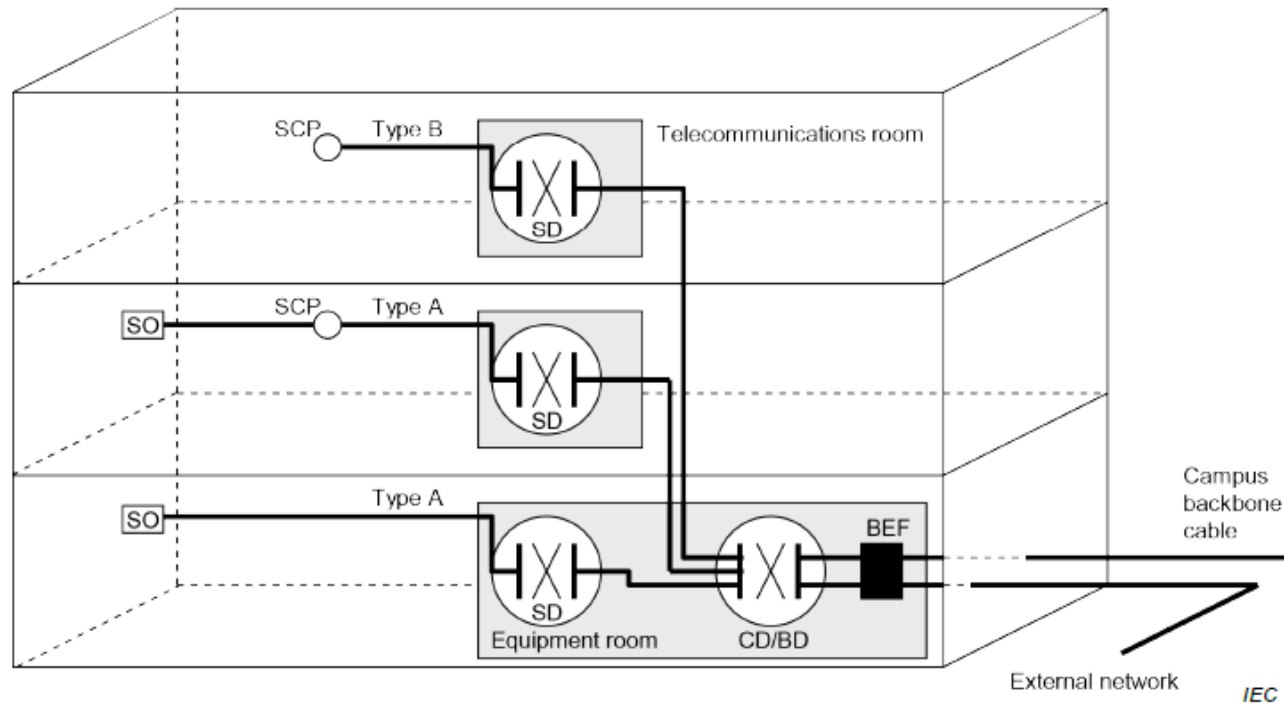 SCP
Type B
Telecommunications room
SD
SO
SCP
Type A
SD
SO
Type A
SD
Equipment room
BEF
CD/BD
Campus
backbone
cable
External network
IEC